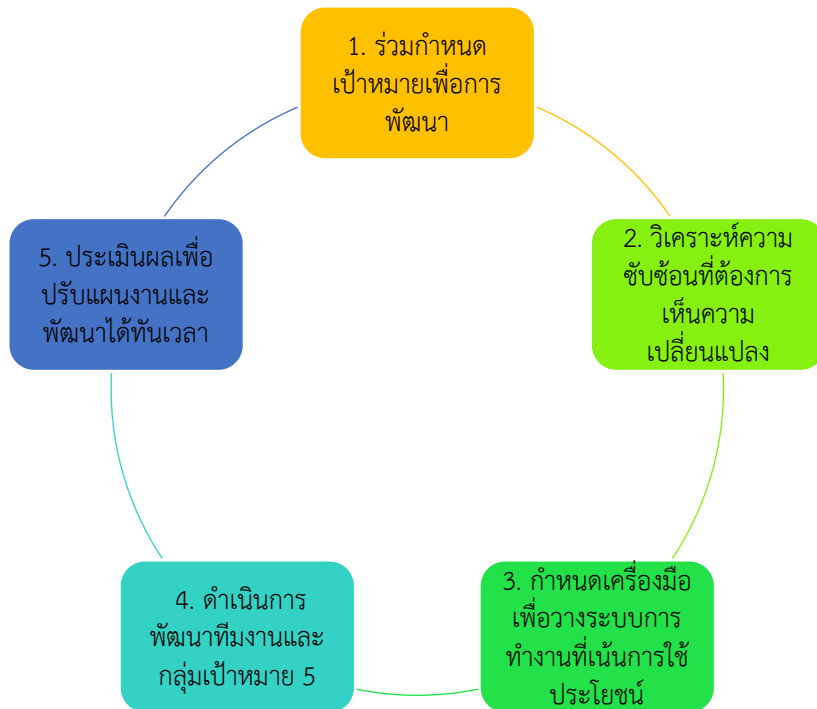 1. ร่วมกำหนด
เป้าหมายเพื่อการ
พัฒนา
2. วิเคราะห์ความ
ซับซ้อนที่ต้องการ
เห็นความ
เปลี่ยนแปลง
3. กำหนดเครื่องมือ
เพื่อวางระบบการ
ทำงานที่เน้นการใช้
ประโยชน์
4. ดำเนินการ
พัฒนาทีมงานและ
กลุ่มเป้าหมาย 5
5. ประเมินผลเพื่อ
ปรับแผนงานและ
พัฒนาได้ทันเวลา